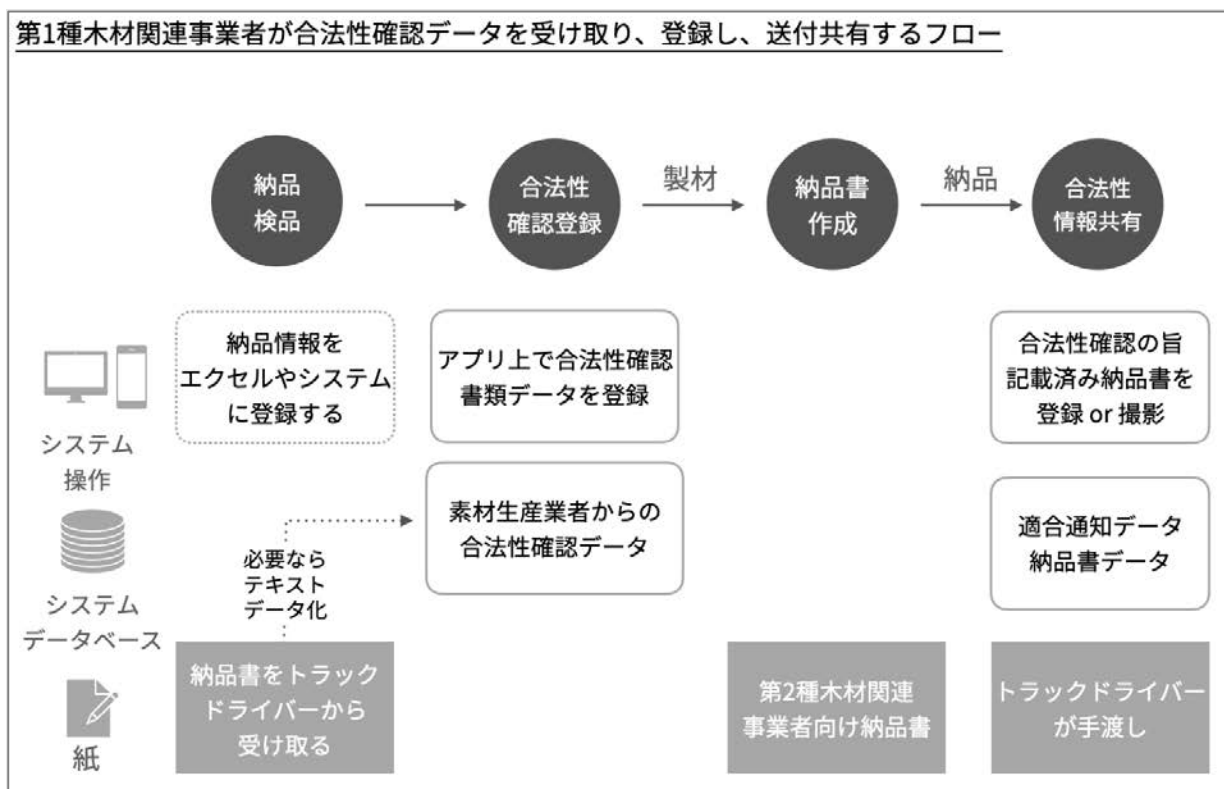 第1種木材関連事業者が合法性確認データを受け取り、登録し、送付共有するフロー
納品
検品
合法性
確認登録
製材
納品書
作成
納品
合法性
情報共有
システム
操作
納品情報を
エクセルやシステム
に登録する
アプリ上で合法性確認
書類データを登録
合法性確認の旨
記載済み納品書を
登録 or 撮影
システム
データベース
必要なら
テキスト
データ化
素材生産業者からの
合法性確認データ
適合通知データ
納品書データ
紙
納品書をトラック
ドライバーから
受け取る
第2種木材関連
事業者向け納品書
トラックドライバー
が手渡し